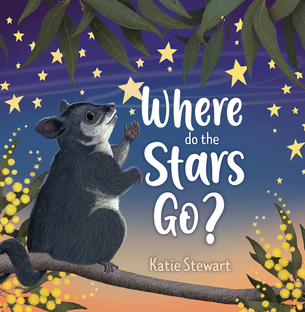 Where
do the
Stars
Go?
Katie Stewart